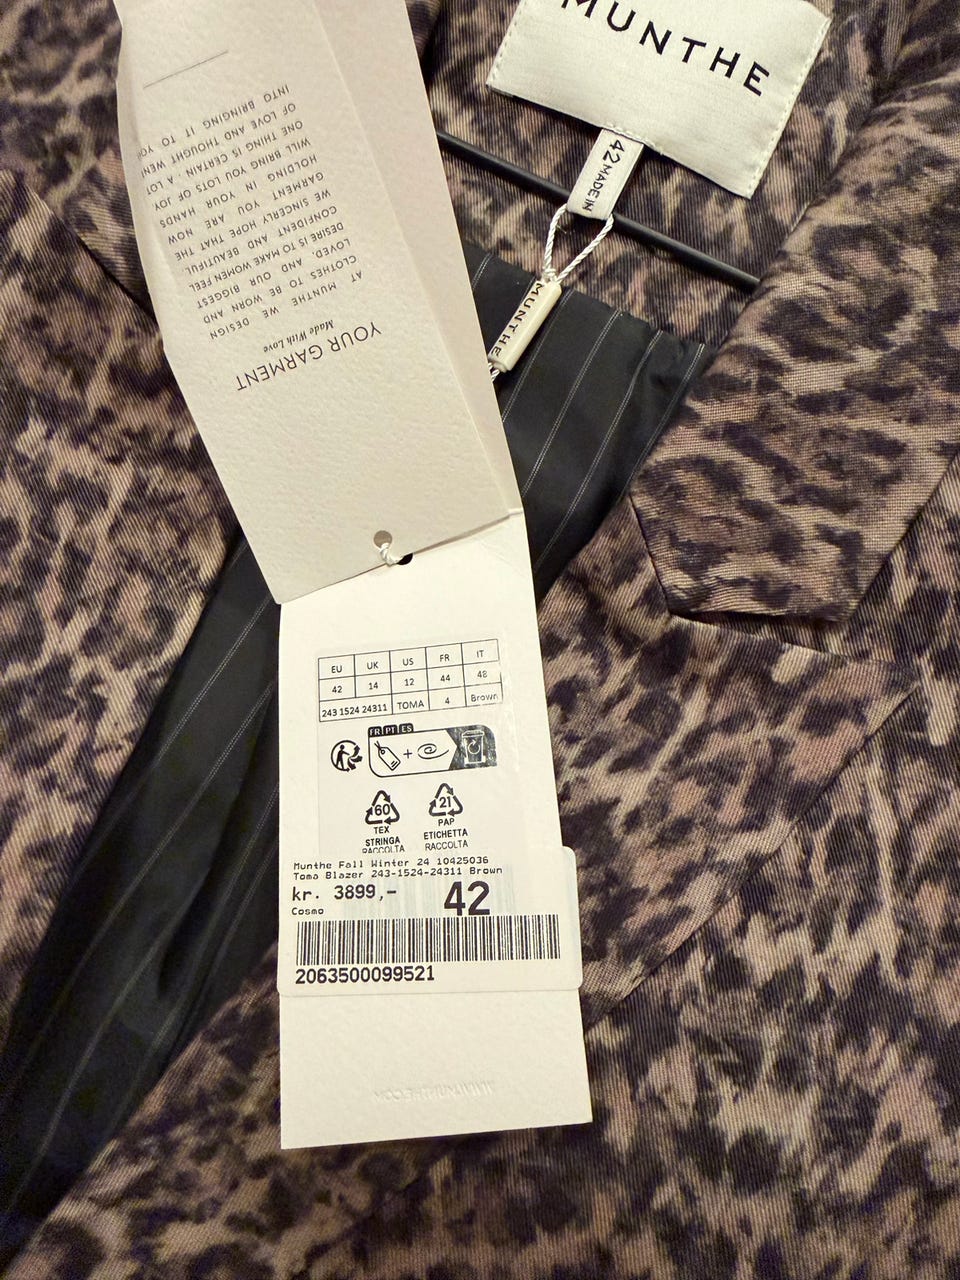 MUNTHE
42 MADE IN
MUNTHE
YOUR GARMENT
Made With Love
AT MUNTHE WE DESIGN
CLOTHES TO BE WORN AND
LOVED, AND OUR BIGGEST
DESIRE IS TO MAKE WOMEN FEEL
CONFIDENT AND BEAUTIFUL.
WE SINCERELY HOPE THAT THE
GARMENT YOU ARE NOW
HOLDING IN YOUR HANDS
WILL BRING YOU LOTS OF JOY
ONE THING IS CERTAIN - A LOT
OF LOVE AND THOUGHT WENT
INTO BRINGING IT TO
EU UK US FR IT
42 14 12 44 48
243 1524 24311 TOMA 4 Brown
FR PT ES
60
TEX
STRINGA
RACCOLTA
21
PAP
ETICHETTA
RACCOLTA
Munthe Fall Winter 24 10425036
Toma Blazer 243-1524-24311 Brown
kr. 3899,- 42
Cosmo
2063500099521
WWW.MUNTHE.COM